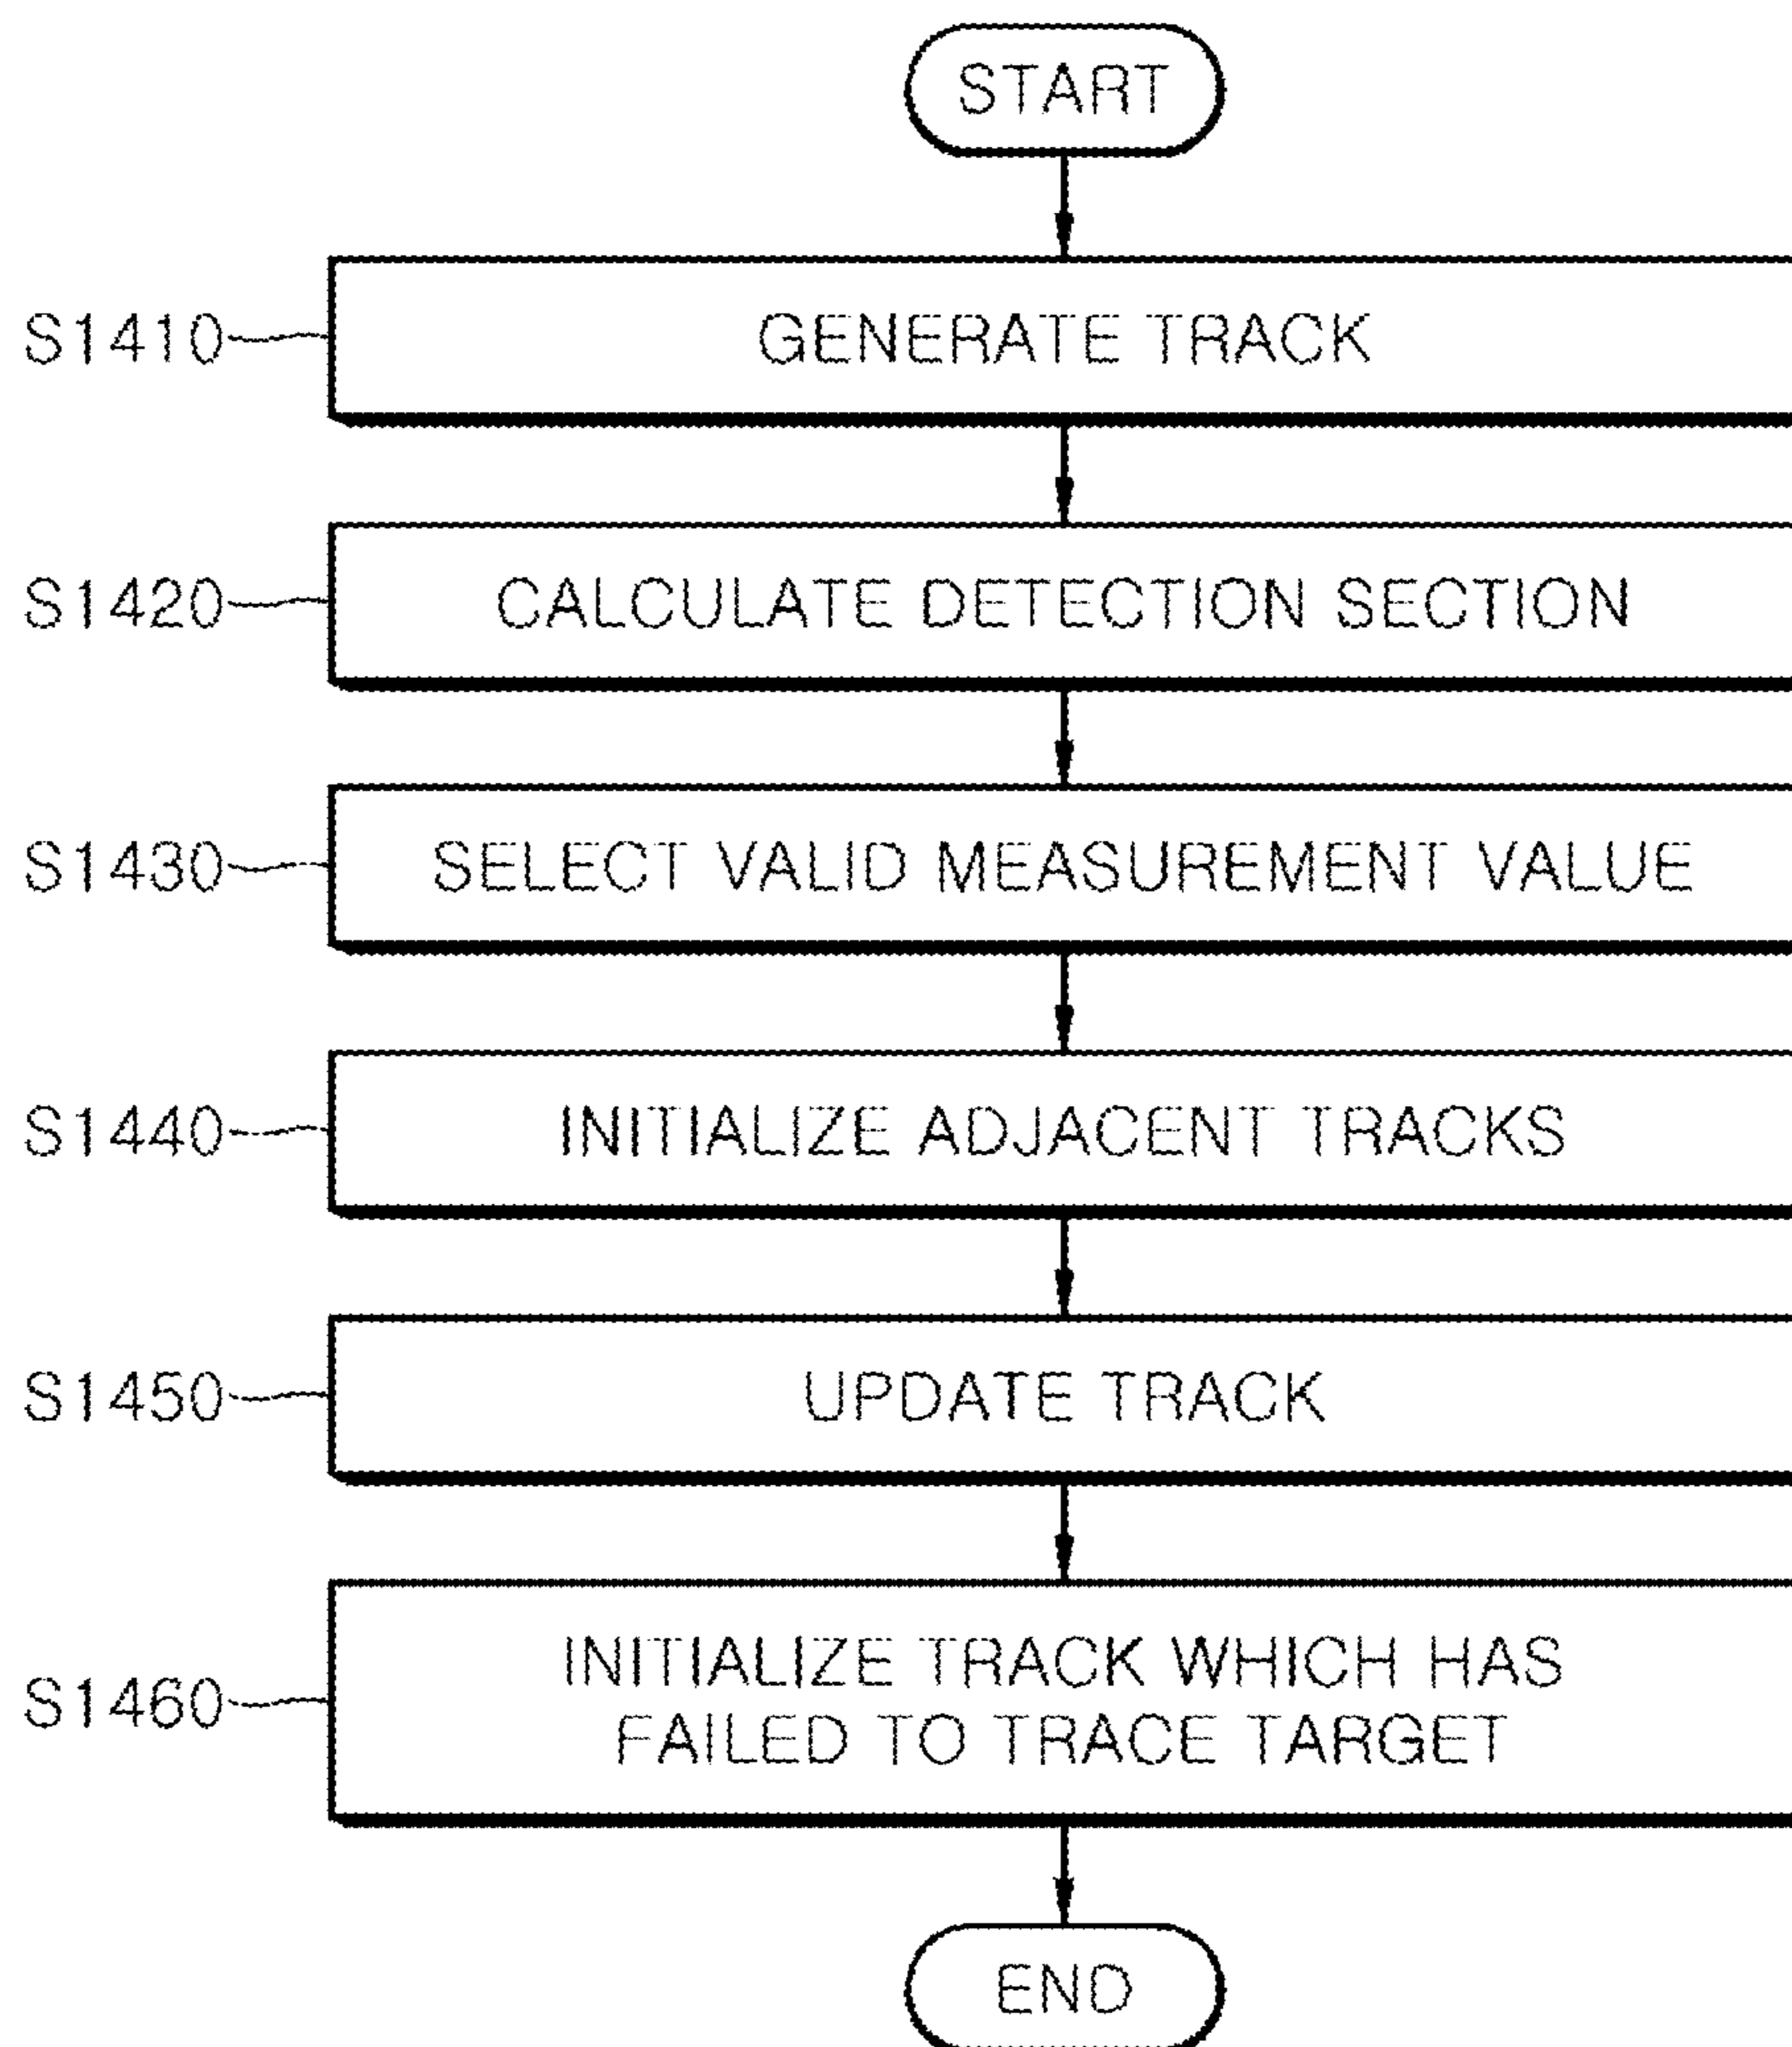 START
S1410
GENERATE TRACK
S1420
CALCULATE DETECTION SECTION
S1430
SELECT VALID MEASUREMENT VALUE
S1440
INITIALIZE ADJACENT TRACKS
S1450
UPDATE TRACK
S1460
INITIALIZE TRACK WHICH HAS
FAILED TO TRACE TARGET
END